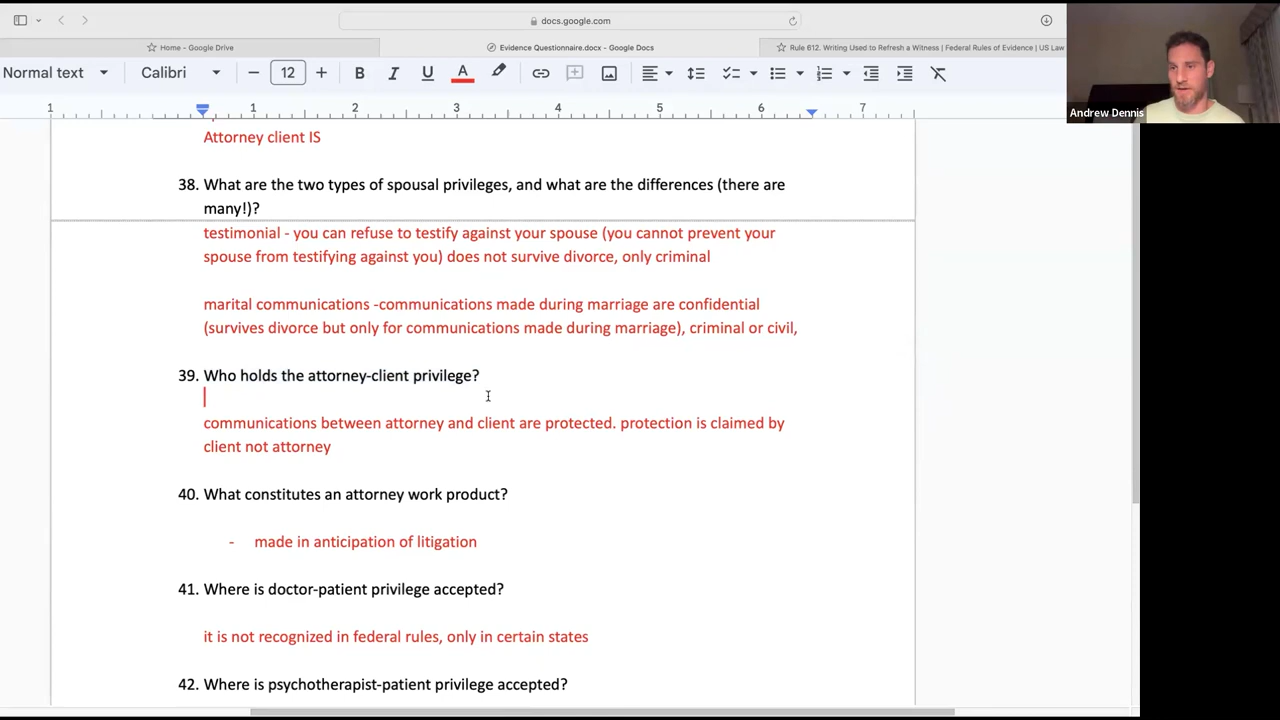 docs.google.com
Home - Google Drive
Evidence Questionnaire.docx - Google Docs
Rule 612. Writing Used to Refresh a Witness | Federal Rules of Evidence | US Law
Normal text
Calibri
12
B I U A
1 1 2 3 4 5 6 7
Andrew Dennis
Attorney client IS
38. What are the two types of spousal privileges, and what are the differences (there are
many!)?
testimonial - you can refuse to testify against your spouse (you cannot prevent your
spouse from testifying against you) does not survive divorce, only criminal
marital communications -communications made during marriage are confidential
(survives divorce but only for communications made during marriage), criminal or civil,
39. Who holds the attorney-client privilege?
communications between attorney and client are protected. protection is claimed by
client not attorney
40. What constitutes an attorney work product?
- made in anticipation of litigation
41. Where is doctor-patient privilege accepted?
it is not recognized in federal rules, only in certain states
42. Where is psychotherapist-patient privilege accepted?